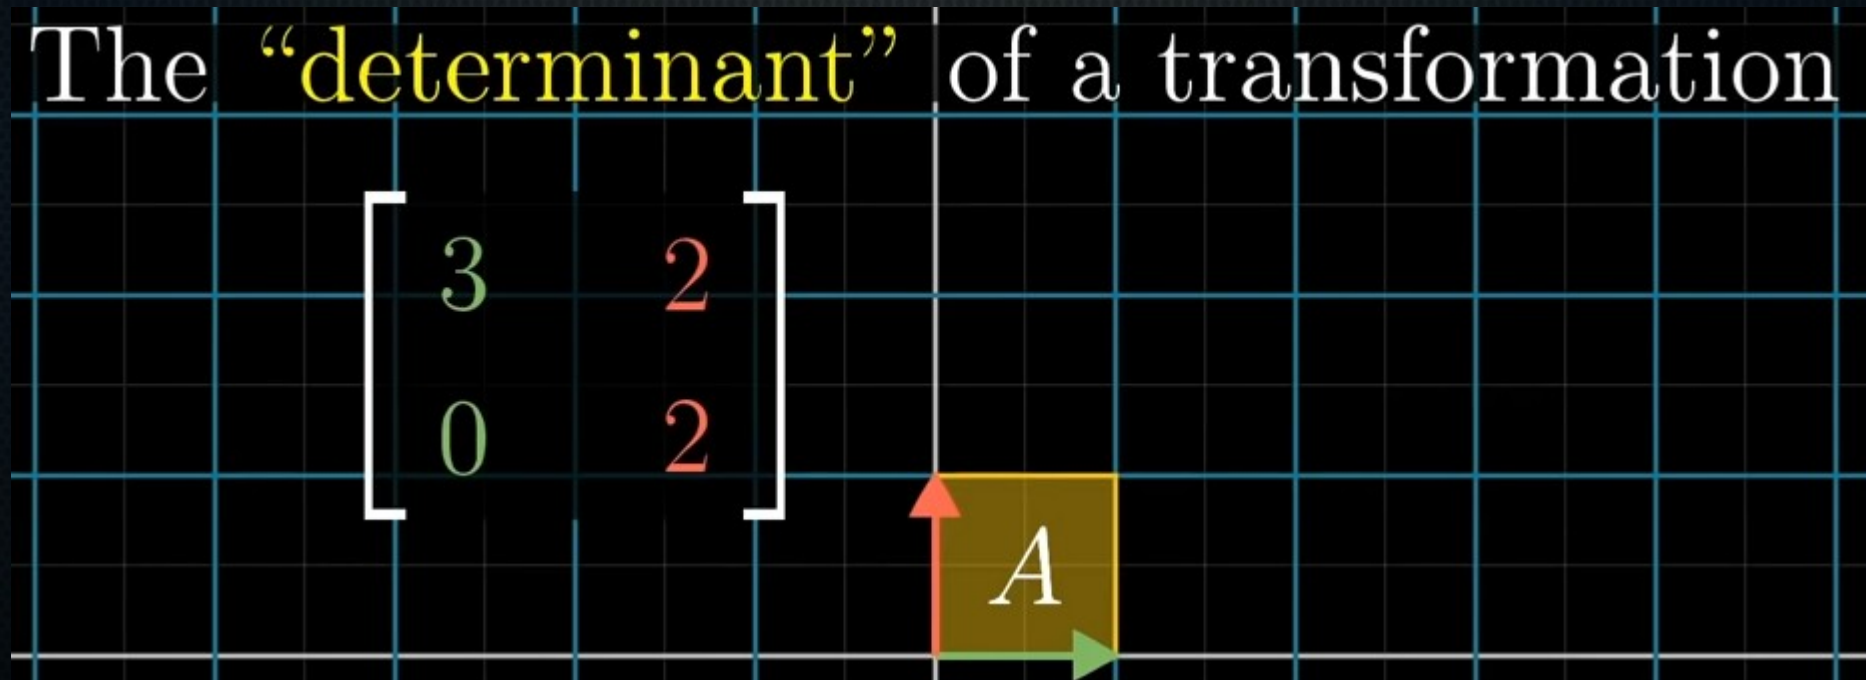 The “determinant” of a transformation
3 2
0 2
A